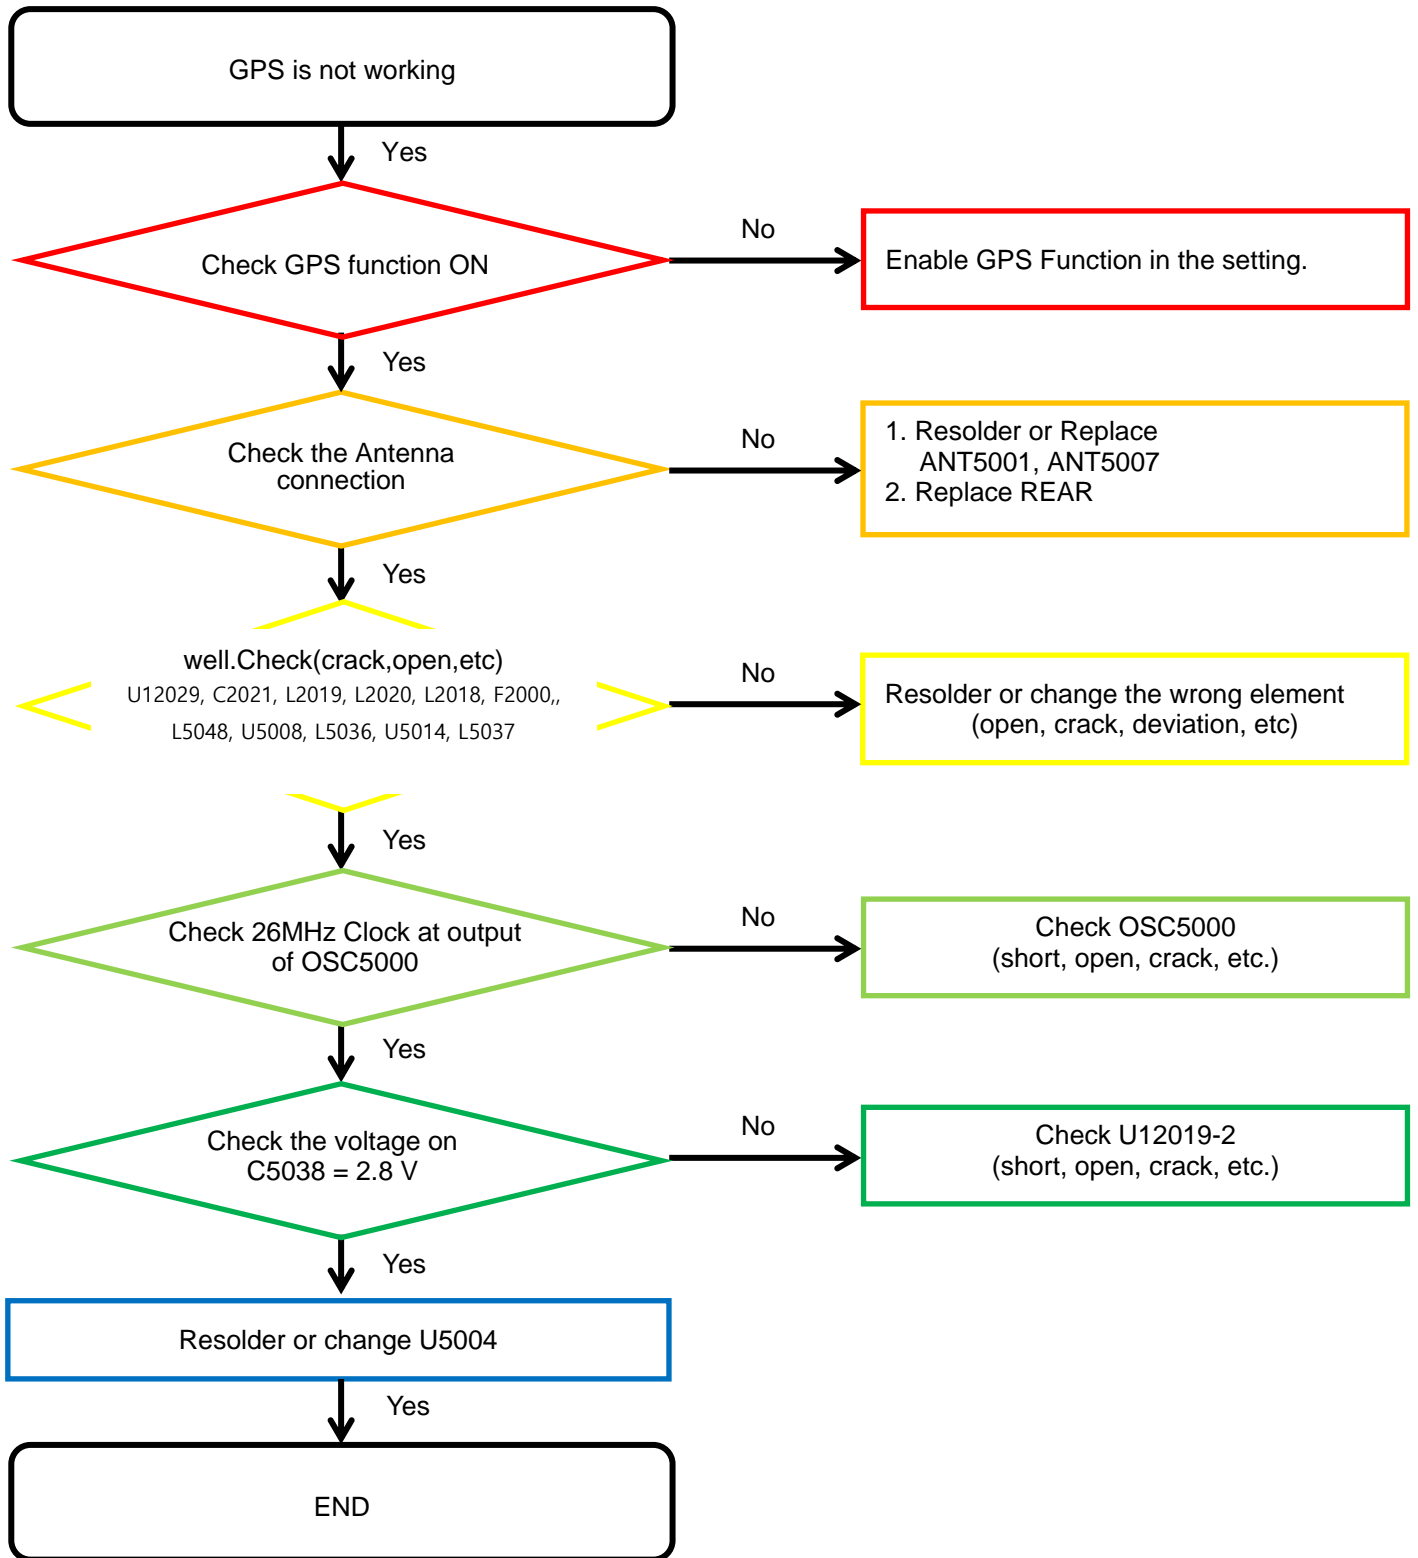 GPS is not working
Yes
Check GPS function ON
No
Enable GPS Function in the setting.
Yes
Check the Antenna
connection
No
1. Resolder or Replace
ANT5001, ANT5007
2. Replace REAR
Yes
well.Check(crack,open,etc)
U12029, C2021, L2019, L2020, L2018, F2000,,
L5048, U5008, L5036, U5014, L5037
No
Resolder or change the wrong element
(open, crack, deviation, etc)
Yes
Check 26MHz Clock at output
of OSC5000
No
Check OSC5000
(short, open, crack, etc.)
Yes
Check the voltage on
C5038 = 2.8 V
No
Check U12019-2
(short, open, crack, etc.)
Yes
Resolder or change U5004
Yes
END